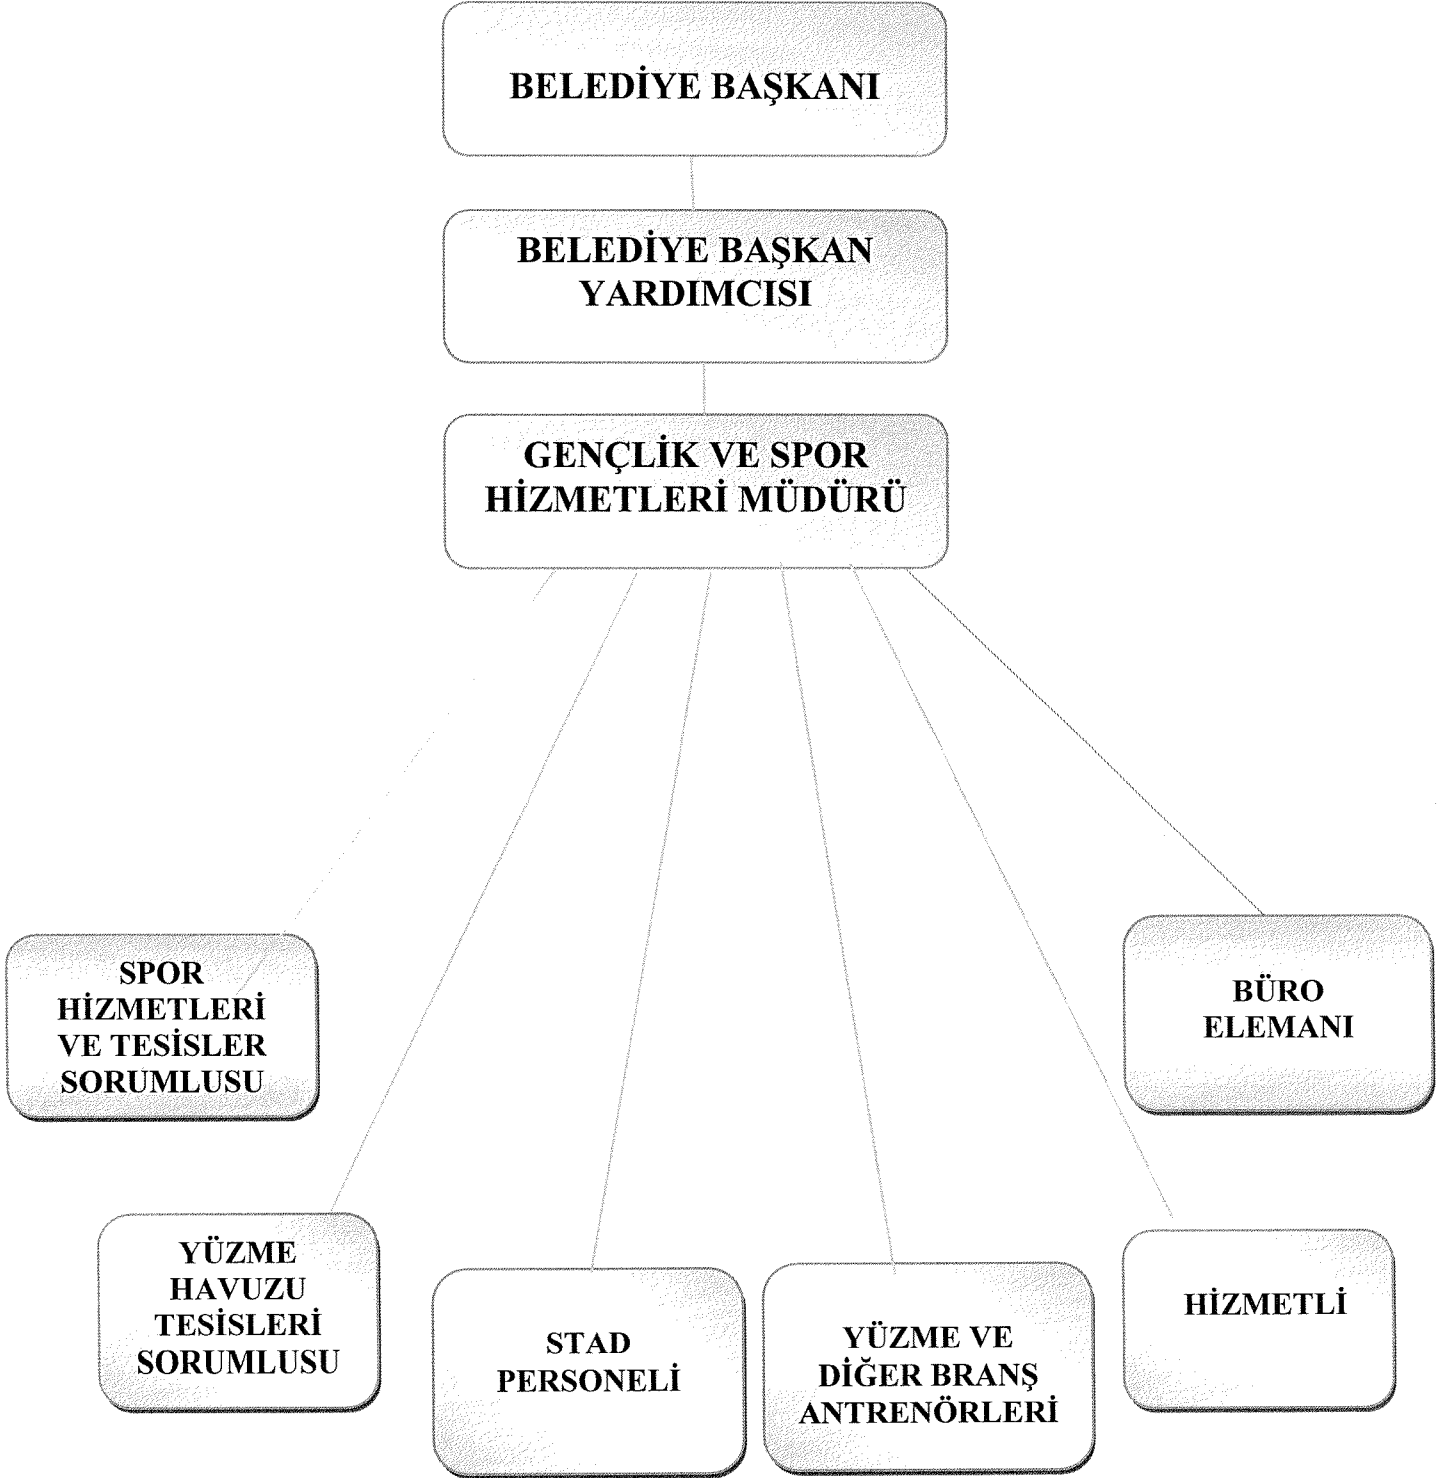 BELEDİYE BAŞKANI
BELEDİYE BAŞKAN
YARDIMCISI
GENÇLİK VE SPOR
HİZMETLERİ MÜDÜRÜ
SPOR
HİZMETLERİ
VE TESİSLER
SORUMLUSU
BÜRO
ELEMANI
YÜZME
HAVUZU
TESİSLERİ
SORUMLUSU
STAD
PERSONELİ
YÜZME VE
DİĞER BRANŞ
ANTRENÖRLERİ
HİZMETLİ